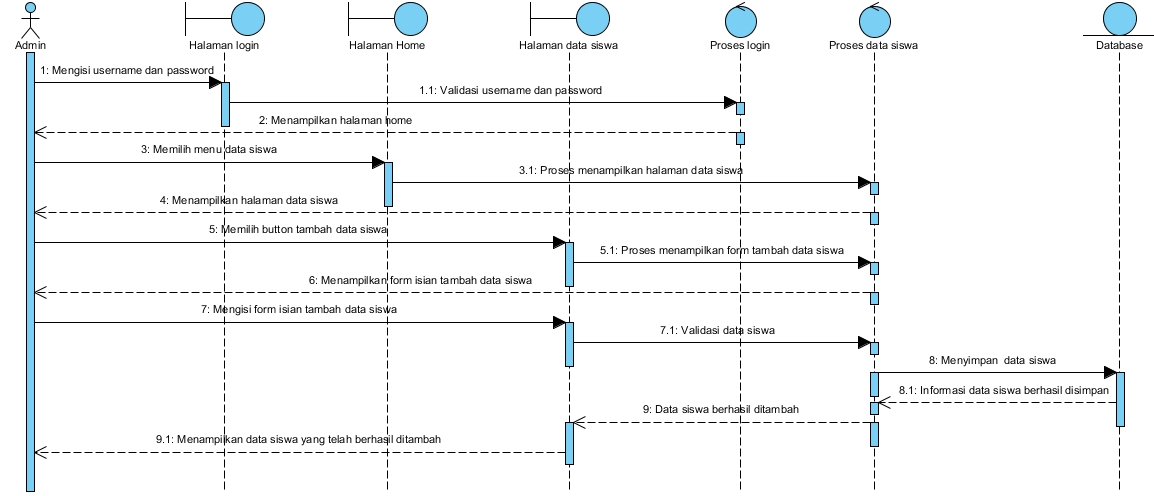 Admin
Halaman login
Halaman Home
Halaman data siswa
Proses login
Proses data siswa
Database
1: Mengisi username dan password
1.1: Validasi username dan password
2: Menampilkan halaman home
3: Memilih menu data siswa
3.1: Proses menampilkan halaman data siswa
4: Menampilkan halaman data siswa
5: Memilih button tambah data siswa
5.1: Proses menampilkan form tambah data siswa
6: Menampilkan form isian tambah data siswa
7: Mengisi form isian tambah data siswa
7.1: Validasi data siswa
8: Menyimpan data siswa
8.1: Informasi data siswa berhasil disimpan
9: Data siswa berhasil ditambah
9.1: Menampilkan data siswa yang telah berhasil ditambah